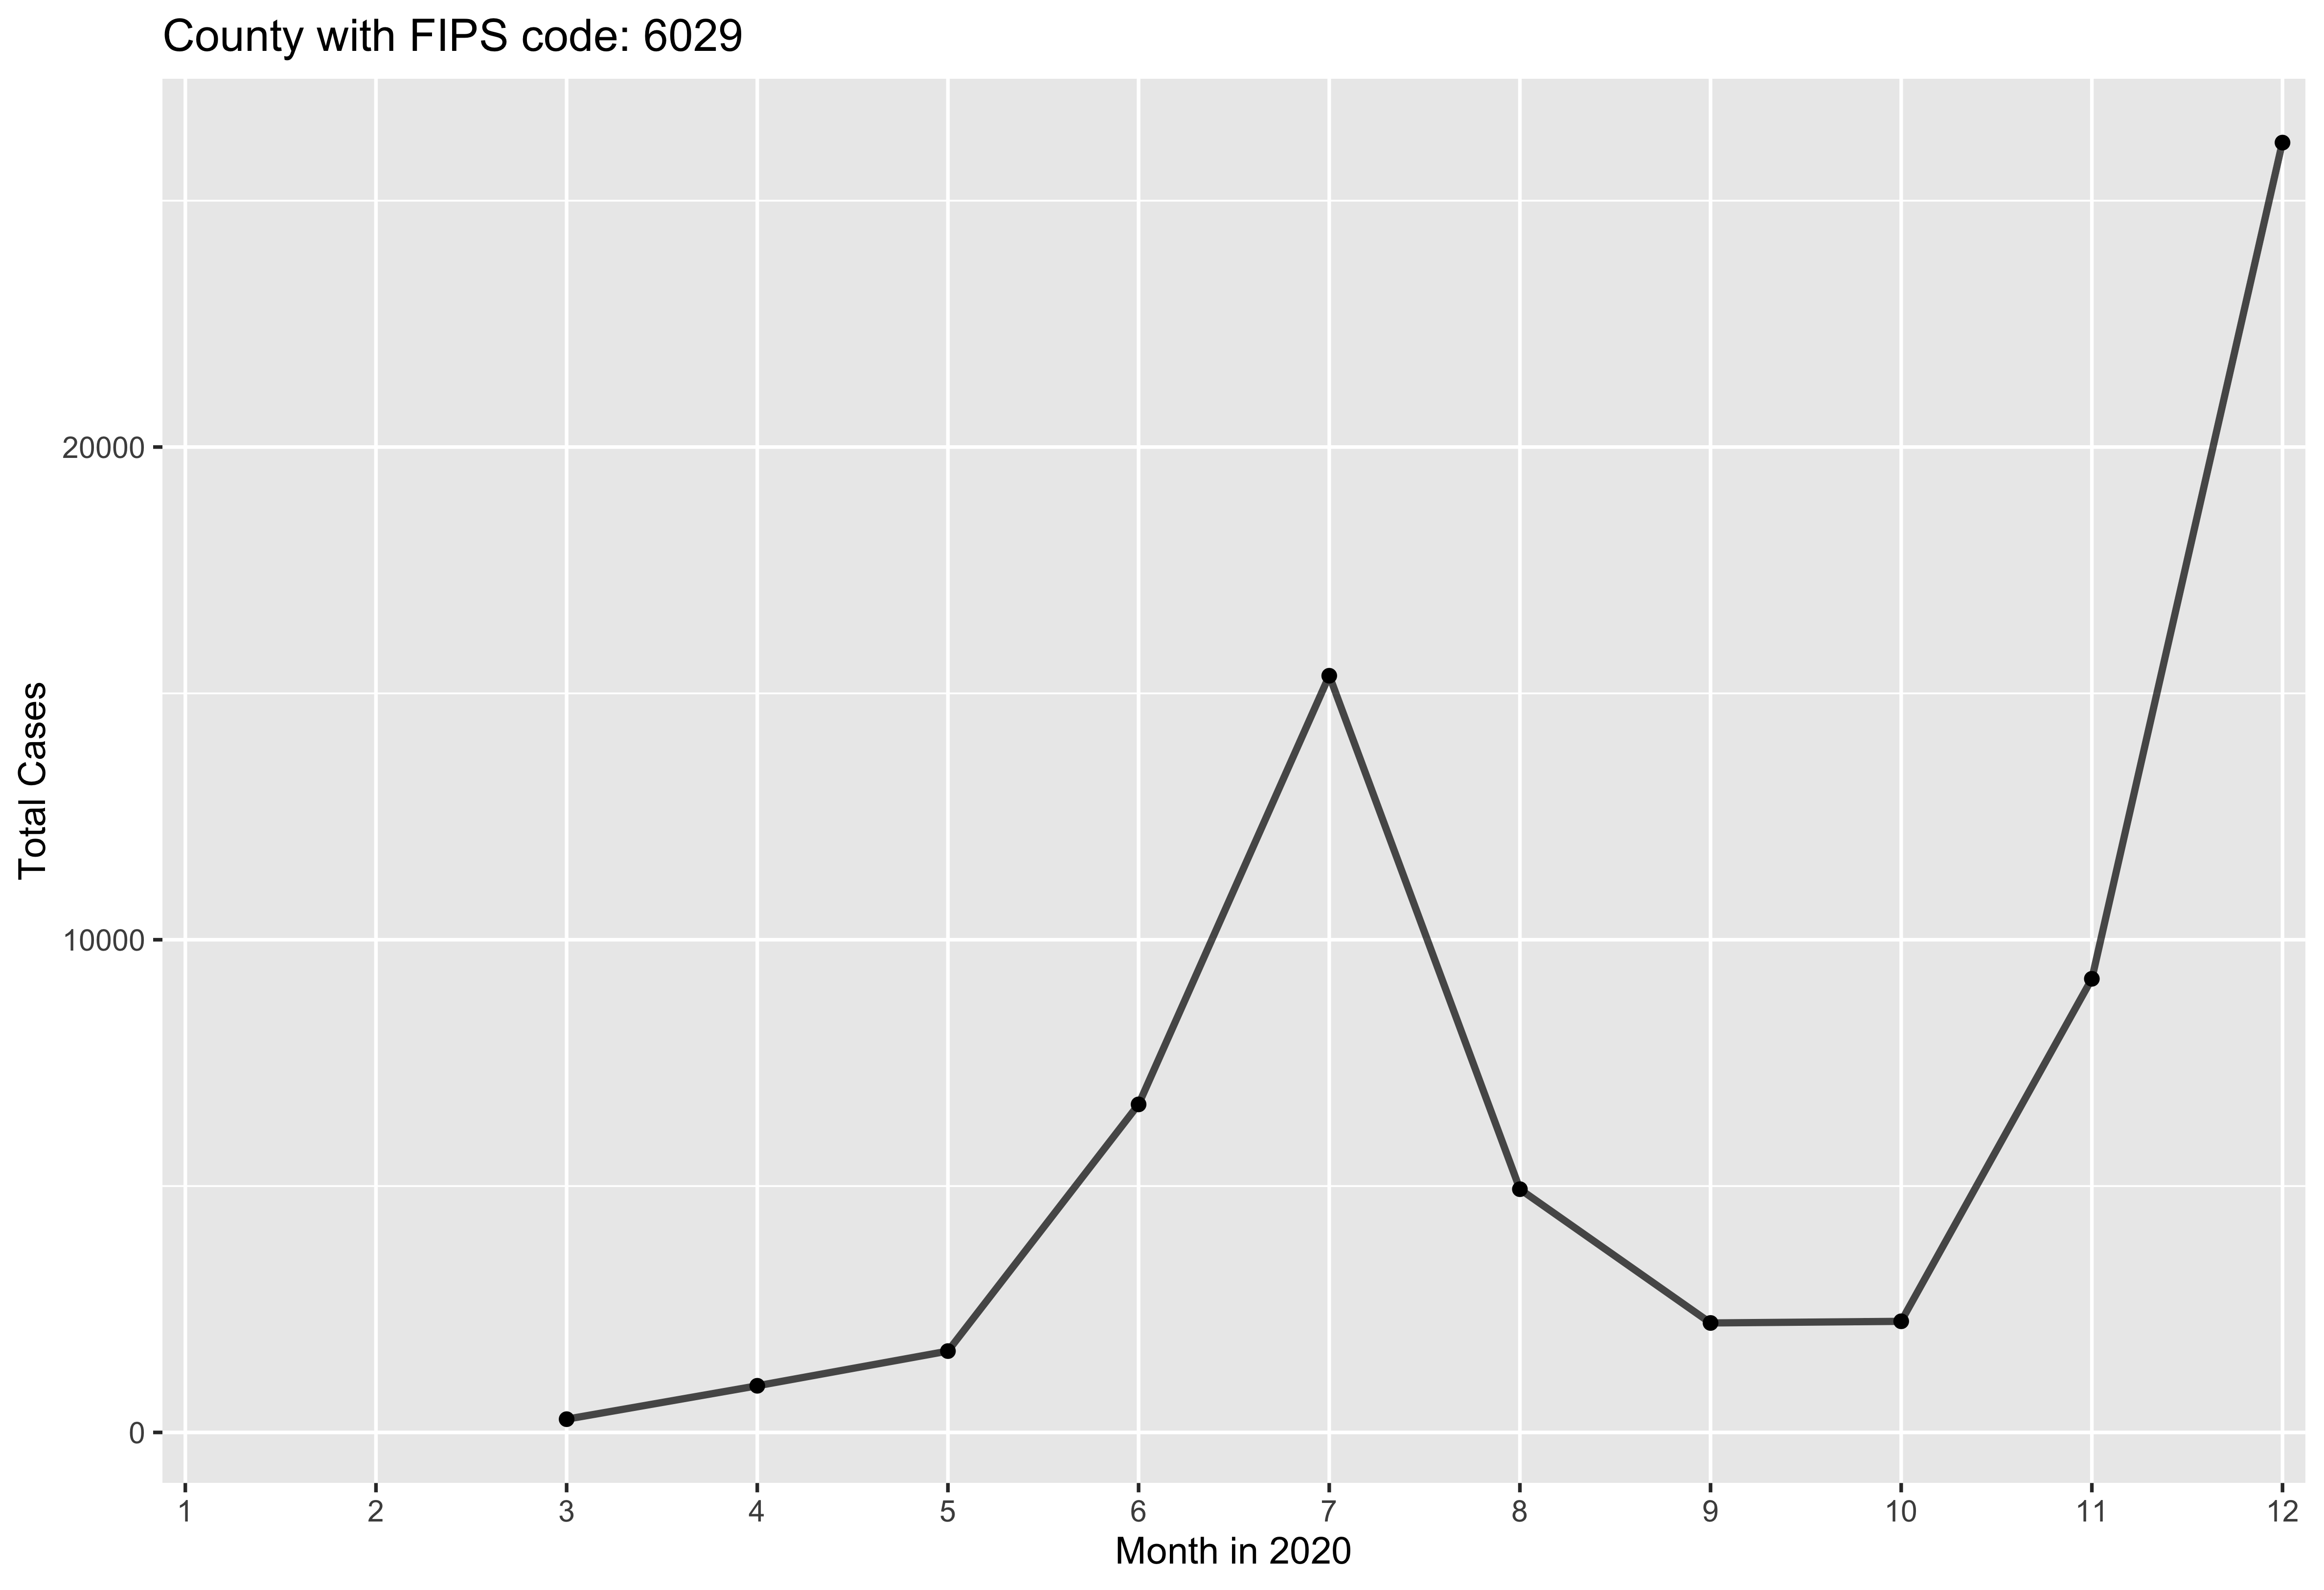 County with FIPS code: 6029
Total Cases
20000
10000
0
1 2 3 4 5 6 7 8 9 10 11 12
Month in 2020